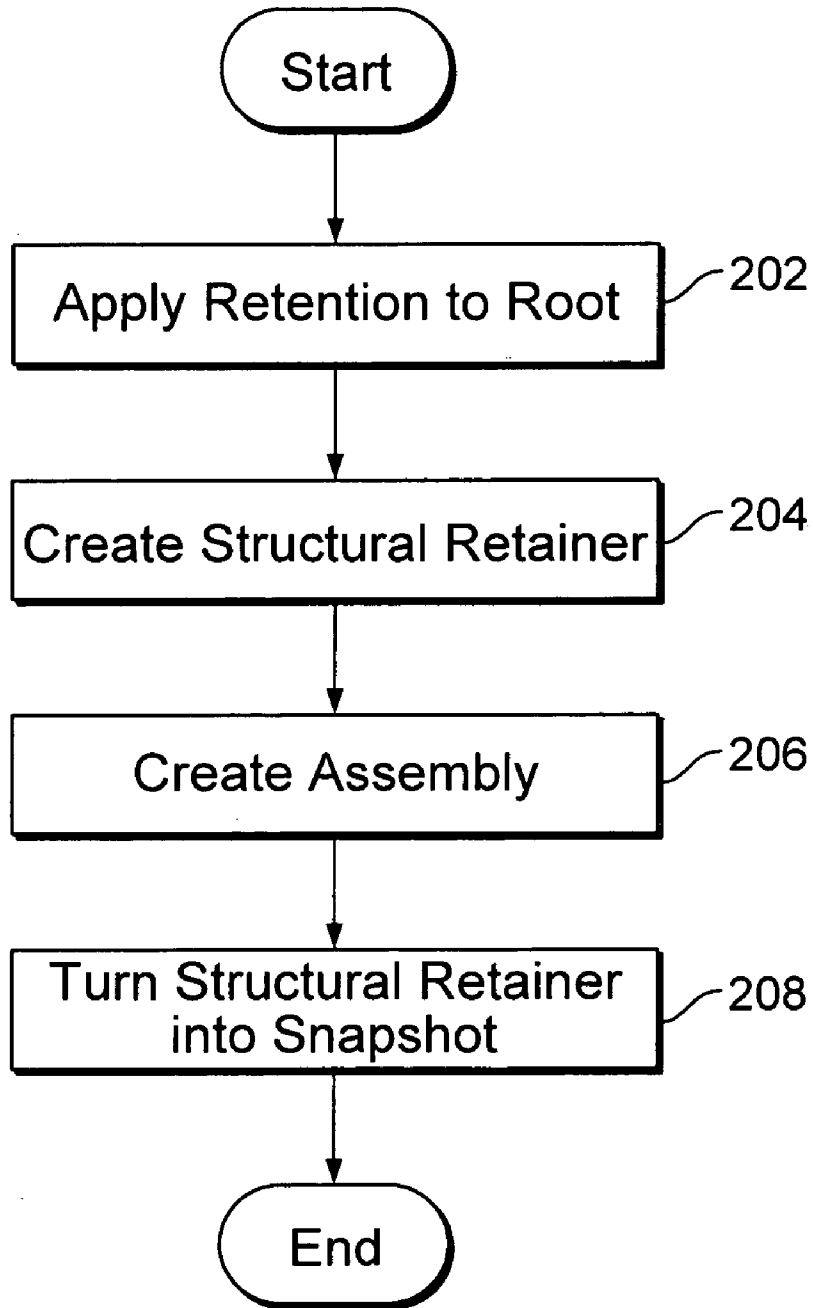 Start
Apply Retention to Root
202
Create Structural Retainer
204
Create Assembly
206
Turn Structural Retainer
into Snapshot
208
End